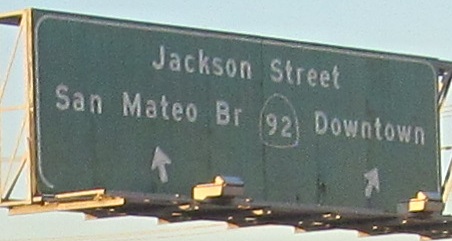 Jackson Street
San Mateo Br 92 Downtown